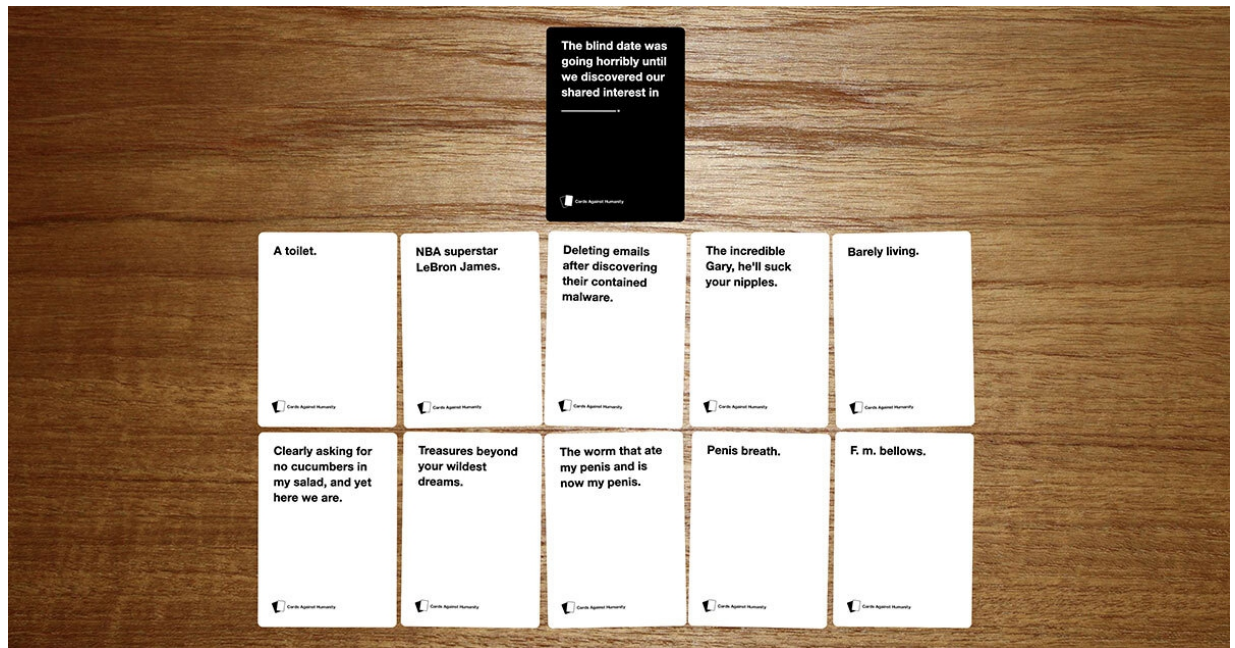 The blind date was
going horribly until
we discovered our
shared interest in
________.
Cards Against Humanity
A toilet.
Cards Against Humanity
NBA superstar
LeBron James.
Cards Against Humanity
Deleting emails
after discovering
their contained
malware.
Cards Against Humanity
The incredible
Gary, he'll suck
your nipples.
Cards Against Humanity
Barely living.
Cards Against Humanity
Clearly asking for
no cucumbers in
my salad, and yet
here we are.
Cards Against Humanity
Treasures beyond
your wildest
dreams.
Cards Against Humanity
The worm that ate
my penis and is
now my penis.
Cards Against Humanity
Penis breath.
Cards Against Humanity
F. m. bellows.
Cards Against Humanity